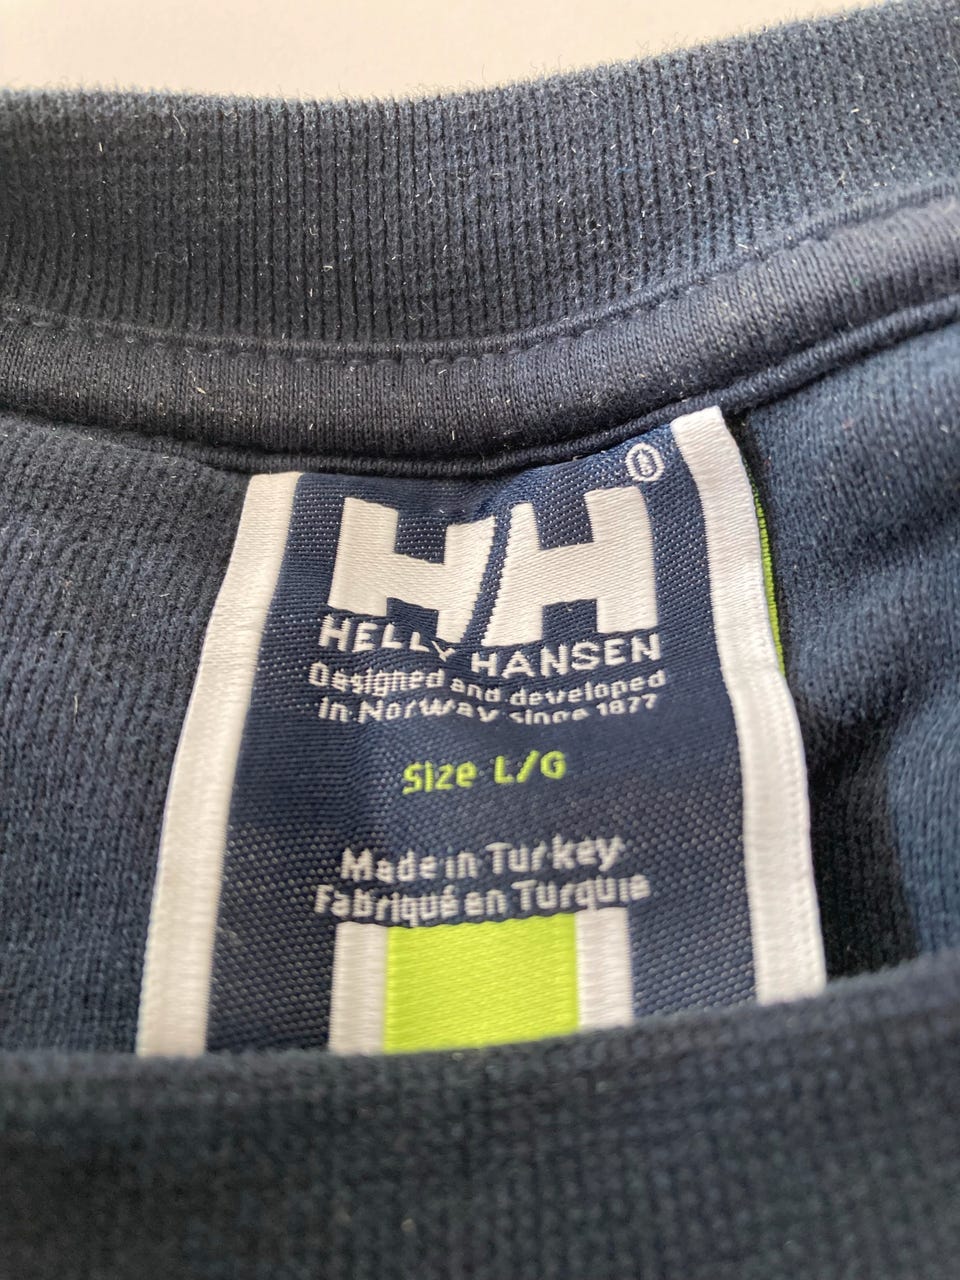 HH®
HELLY HANSEN
Designed and developed
in Norway since 1877
Size L/G
Made in Turkey
Fabriqué en Turquie